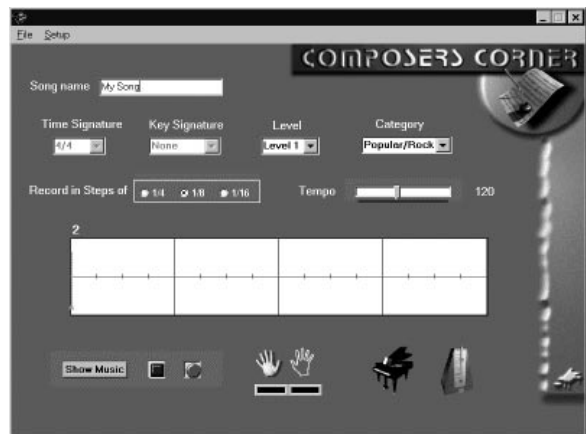 File Setup
COMPOSERS CORNER
Song name My Song
Time Signature Key Signature Level Category
4/4 None Level 1 Popular/Rock
Record in Steps of 1/4 1/8 1/16 Tempo 120
2
Show Music